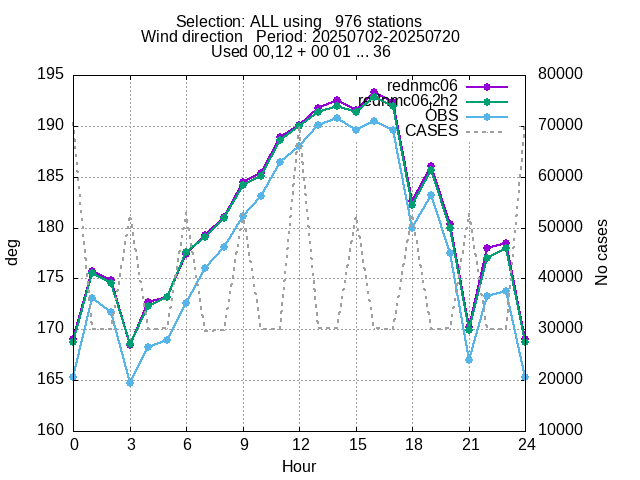 Selection: ALL using   976 stations
Wind direction   Period: 20250702-20250720
Used 00,12 + 00 01 ... 36
195 80000
rednmc06
rednmc06,2h2
OBS
CASES
190 70000
185 60000
180 50000
175 40000
170 30000
165 20000
160 10000
deg
No cases
0 3 6 9 12 15 18 21 24
Hour